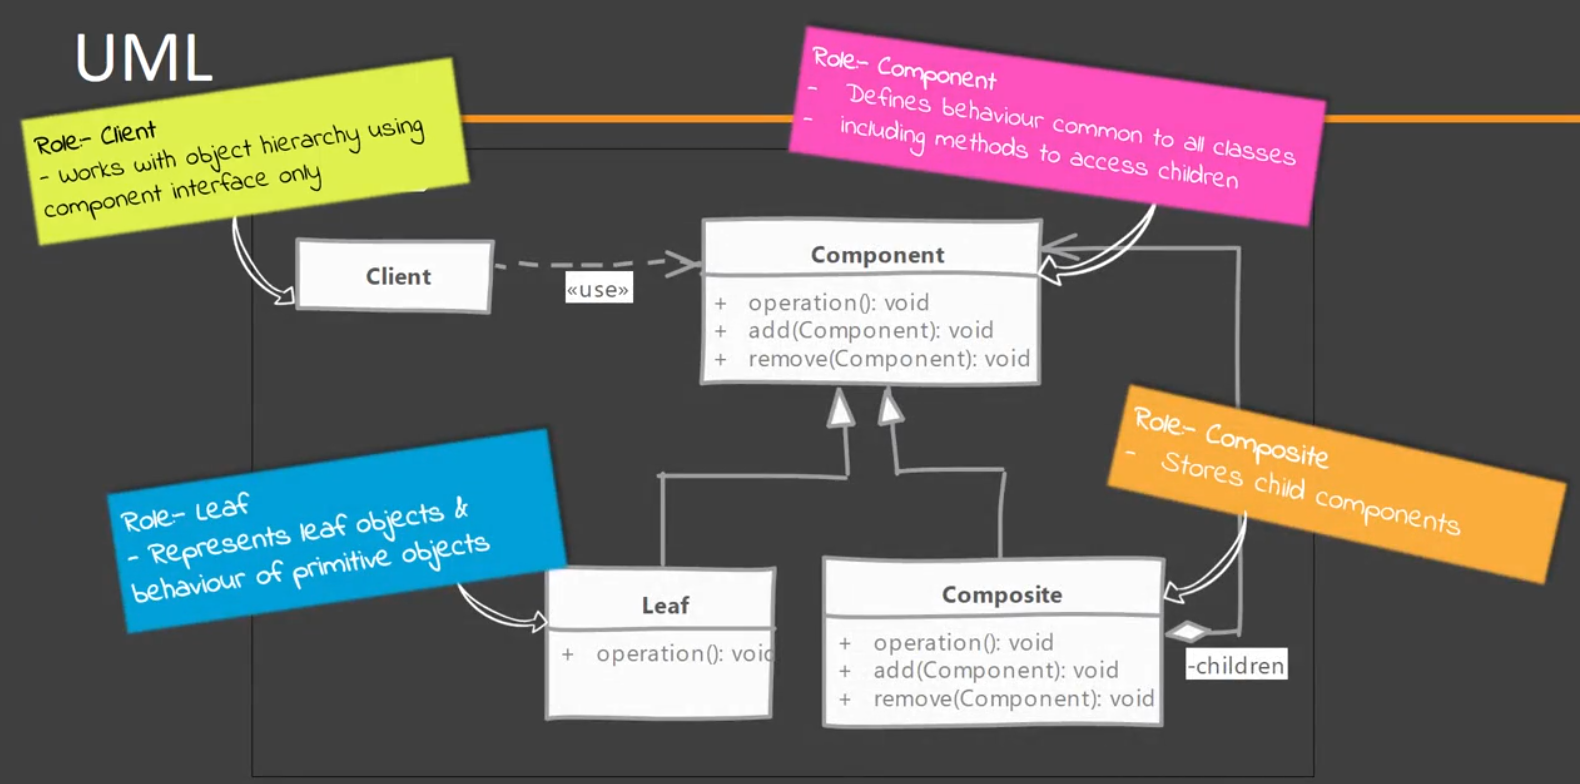 UML
Role:- Client
- works with object hierarchy using
component interface only
Role:- Component
- Defines behaviour common to all classes
- including methods to access children
Client
«use»
Component
+ operation(): void
+ add(Component): void
+ remove(Component): void
Role:- Composite
- Stores child components
Role:- Leaf
- Represents leaf objects &
behaviour of primitive objects
Leaf
+ operation(): void
Composite
+ operation(): void
+ add(Component): void
+ remove(Component): void
-children